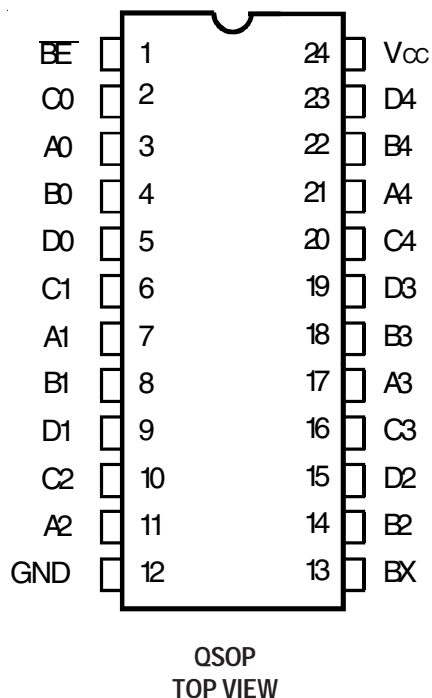 BE 1 24 VCC
C0 2 23 D4
A0 3 22 B4
B0 4 21 A4
D0 5 20 C4
C1 6 19 D3
A1 7 18 B3
B1 8 17 A3
D1 9 16 C3
C2 10 15 D2
A2 11 14 B2
GND 12 13 BX
QSOP
TOP VIEW